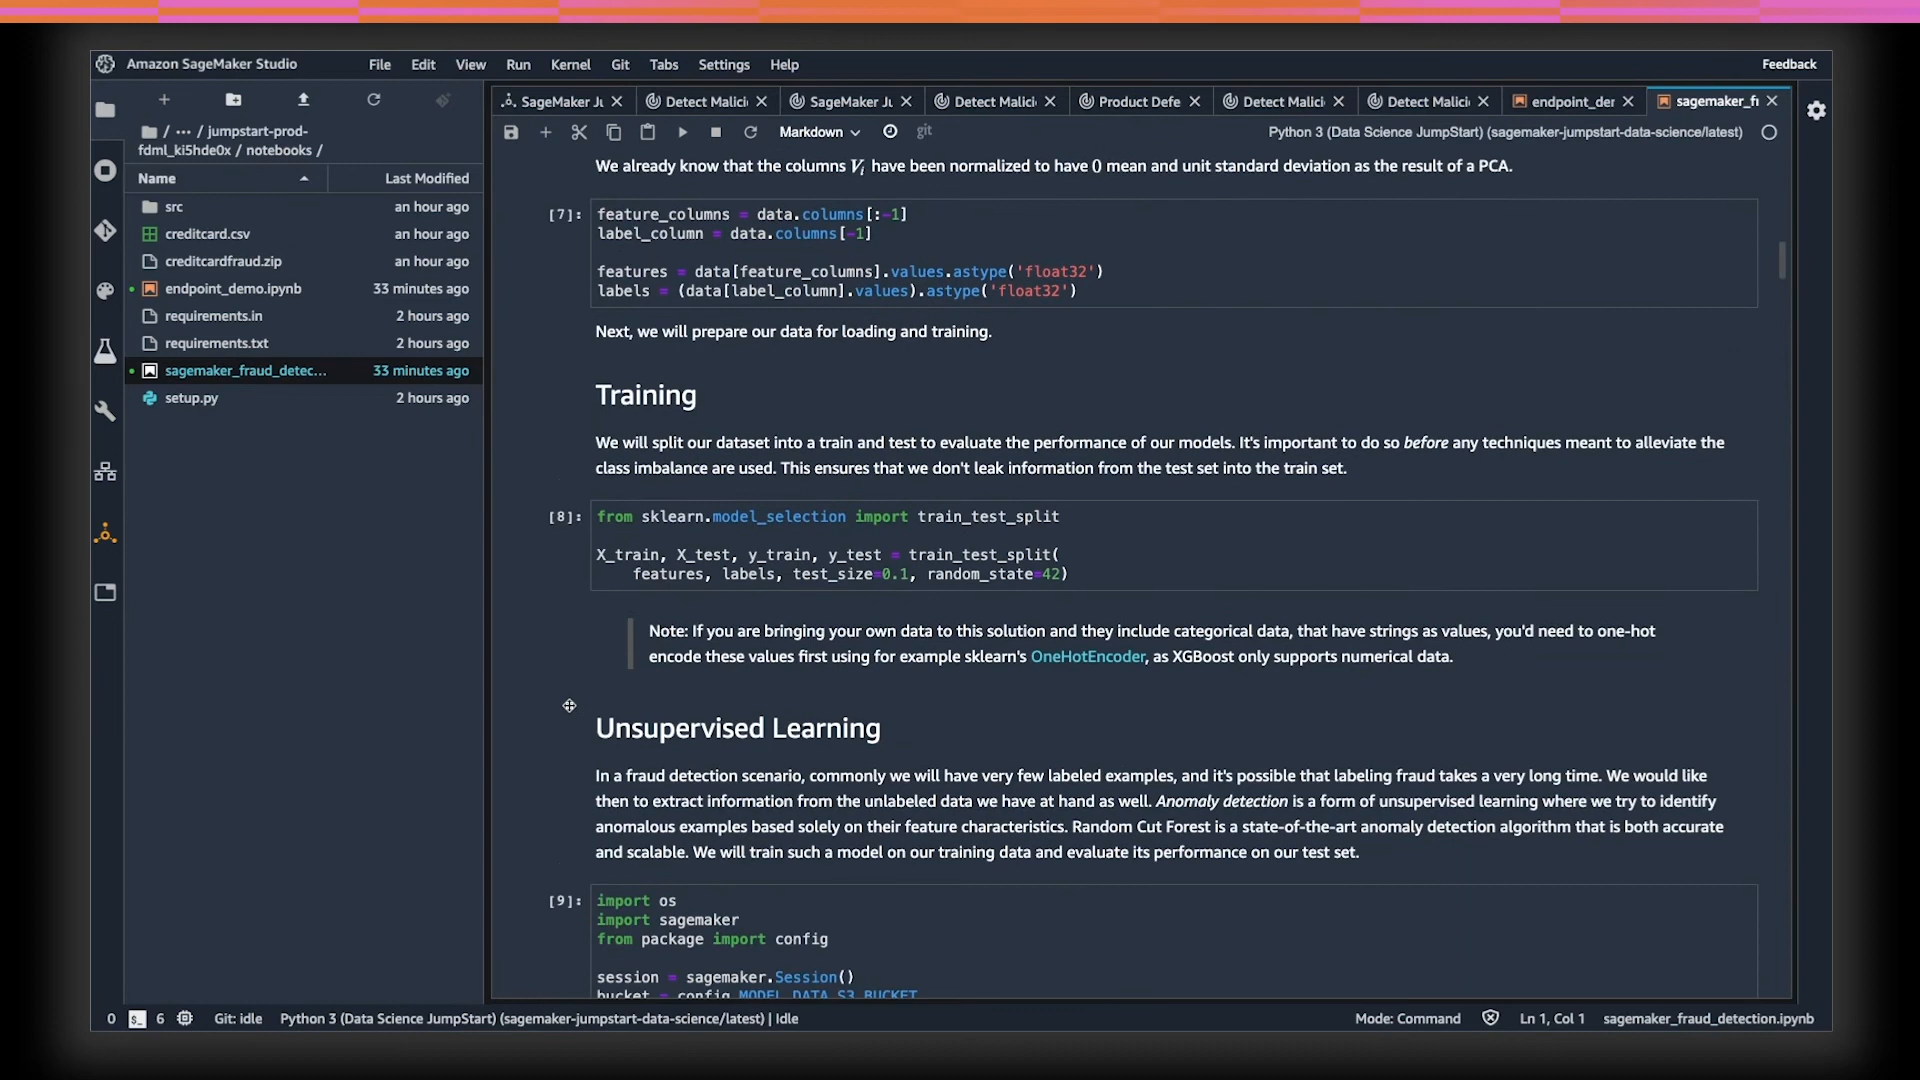 Amazon SageMaker Studio
File Edit View Run Kernel Git Tabs Settings Help
Feedback
/ ··· / jumpstart-prod-
fdml_ki5hde0x / notebooks /
Name Last Modified
src an hour ago
creditcard.csv an hour ago
creditcardfraud.zip an hour ago
endpoint_demo.ipynb 33 minutes ago
requirements.in 2 hours ago
requirements.txt 2 hours ago
sagemaker_fraud_detec... 33 minutes ago
setup.py 2 hours ago
SageMaker Ju Detect Malici SageMaker Ju Detect Malici Product Defe Detect Malici Detect Malici endpoint_der sagemaker_fr
Markdown git Python 3 (Data Science JumpStart) (sagemaker-jumpstart-data-science/latest)
We already know that the columns Vi have been normalized to have 0 mean and unit standard deviation as the result of a PCA.
[7]: feature_columns = data.columns[:-1]
label_column = data.columns[-1]
features = data[feature_columns].values.astype('float32')
labels = (data[label_column].values).astype('float32')
Next, we will prepare our data for loading and training.
Training
We will split our dataset into a train and test to evaluate the performance of our models. It's important to do so before any techniques meant to alleviate the
class imbalance are used. This ensures that we don't leak information from the test set into the train set.
[8]: from sklearn.model_selection import train_test_split
X_train, X_test, y_train, y_test = train_test_split(
features, labels, test_size=0.1, random_state=42)
Note: If you are bringing your own data to this solution and they include categorical data, that have strings as values, you'd need to one-hot
encode these values first using for example sklearn's OneHotEncoder, as XGBoost only supports numerical data.
Unsupervised Learning
In a fraud detection scenario, commonly we will have very few labeled examples, and it's possible that labeling fraud takes a very long time. We would like
then to extract information from the unlabeled data we have at hand as well. Anomaly detection is a form of unsupervised learning where we try to identify
anomalous examples based solely on their feature characteristics. Random Cut Forest is a state-of-the-art anomaly detection algorithm that is both accurate
and scalable. We will train such a model on our training data and evaluate its performance on our test set.
[9]: import os
import sagemaker
from package import config
session = sagemaker.Session()
bucket = config.MODEL_DATA_S3_BUCKET
0 $_ 6 Git: idle Python 3 (Data Science JumpStart) (sagemaker-jumpstart-data-science/latest) | Idle Mode: Command Ln 1, Col 1 sagemaker_fraud_detection.ipynb